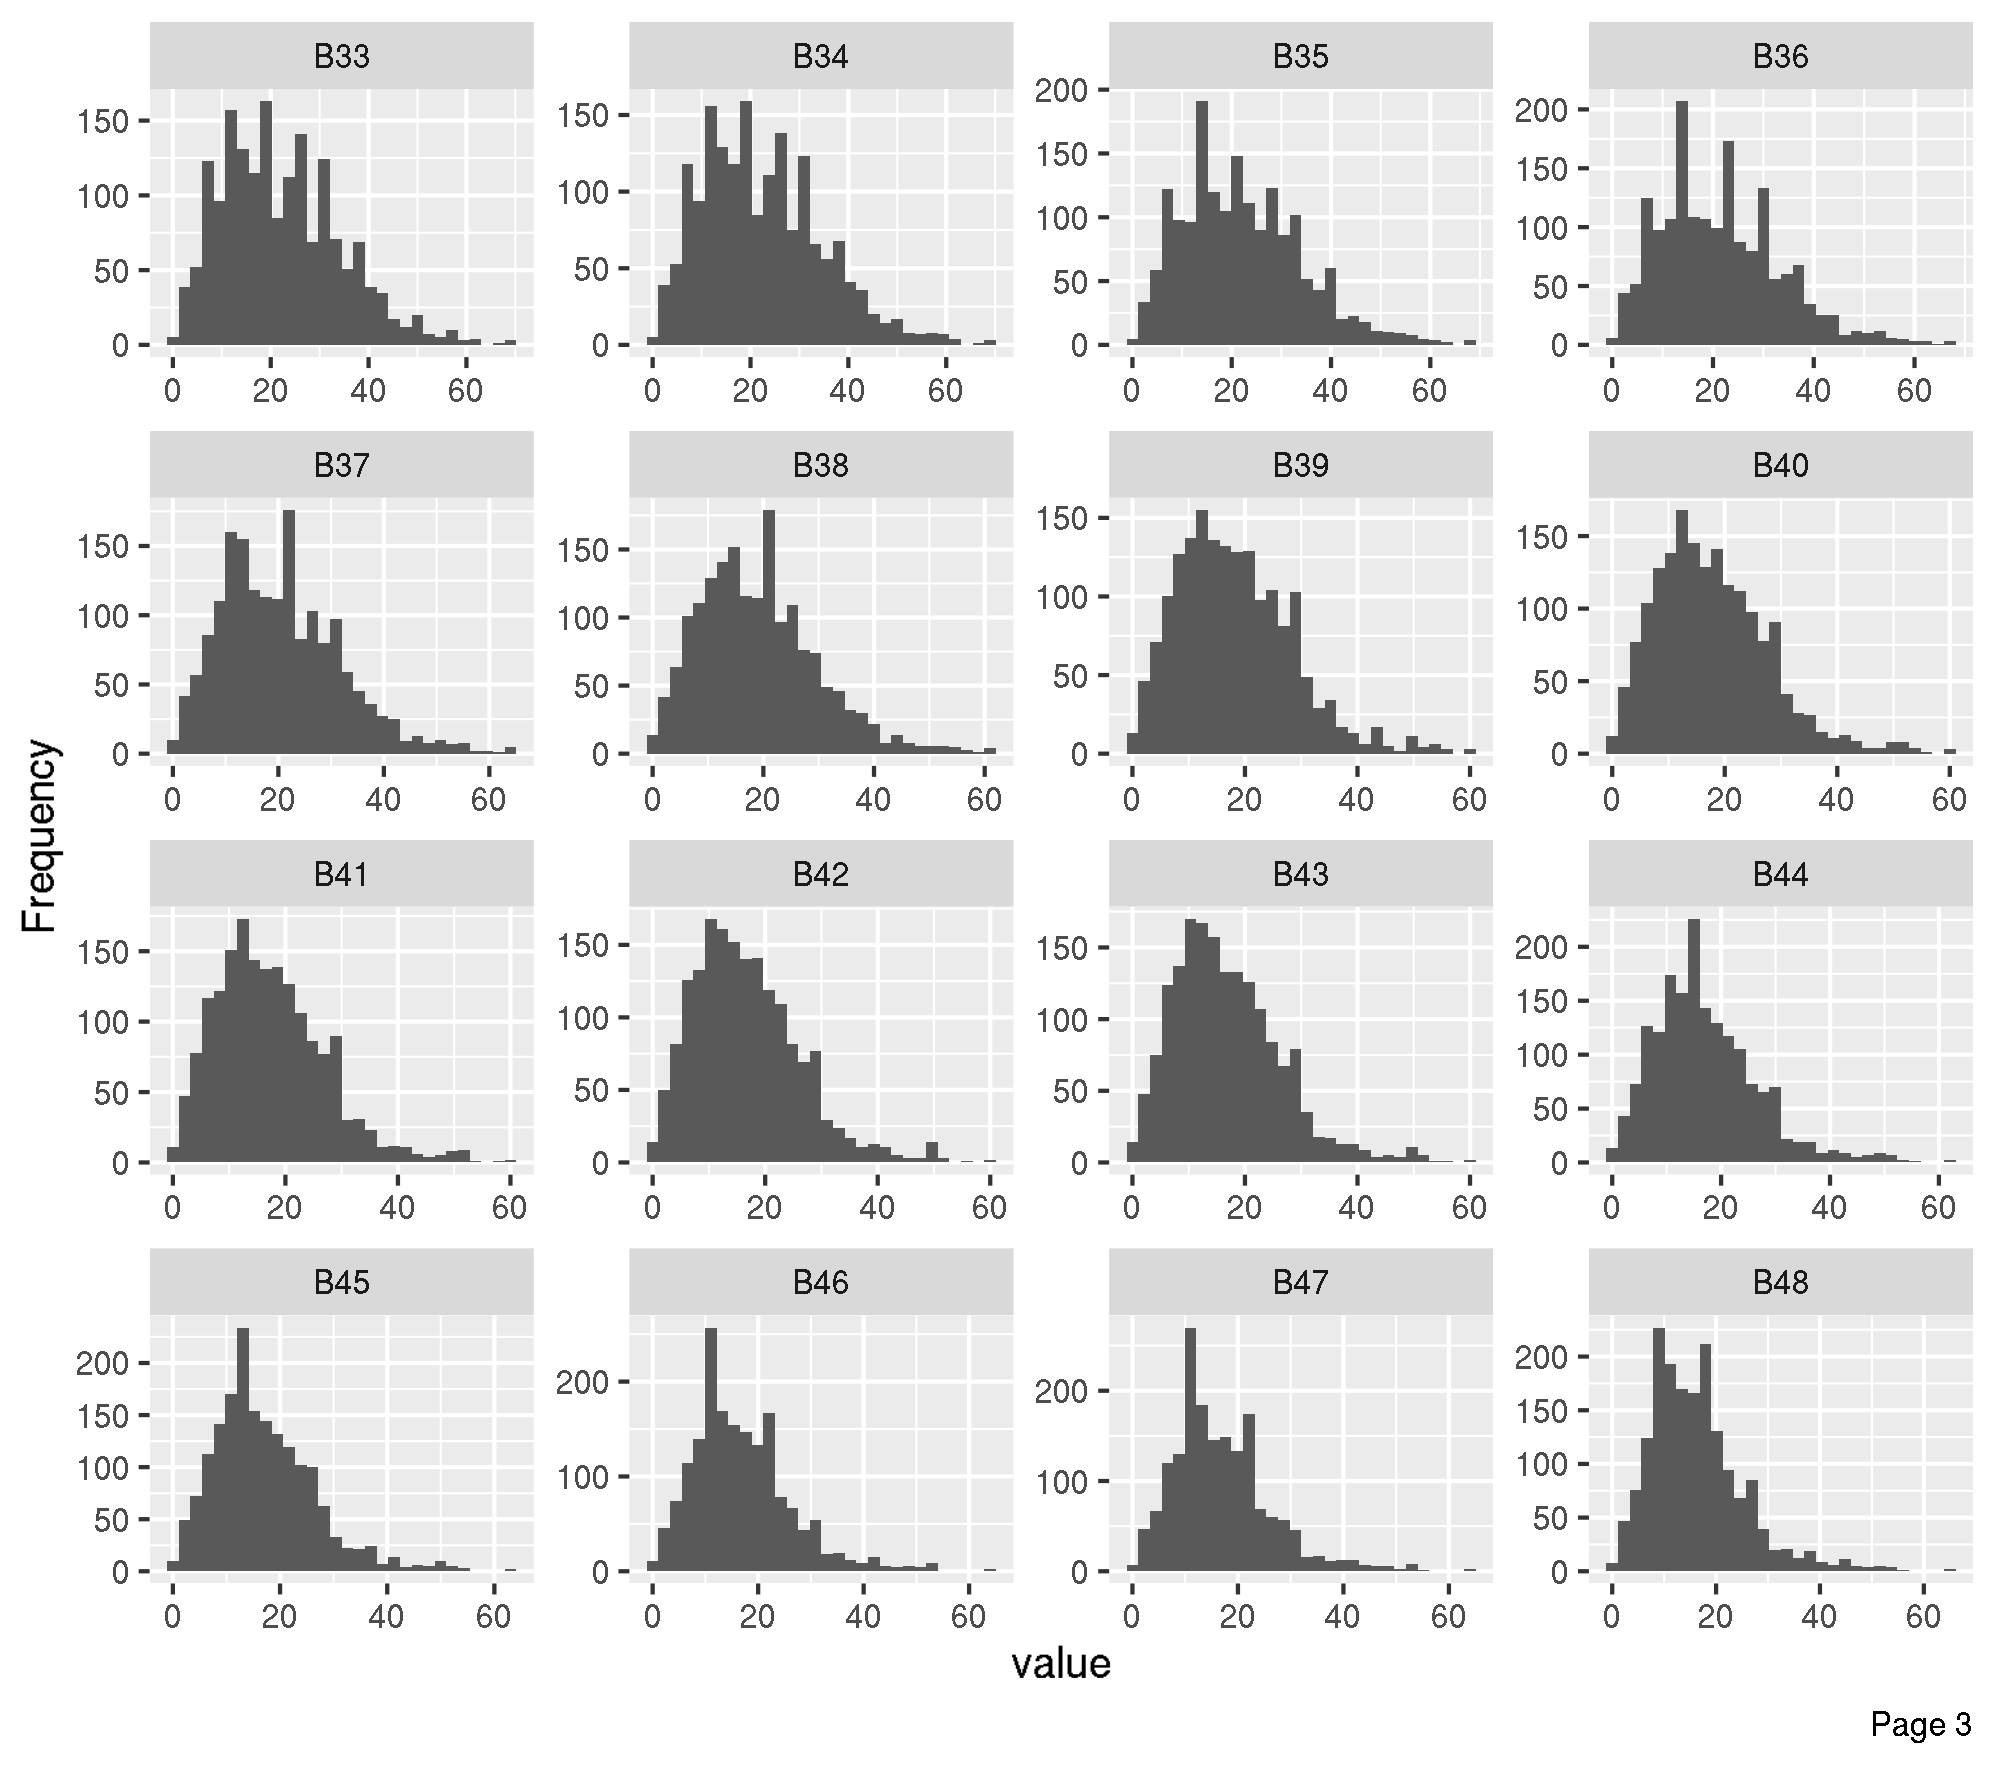 B33 B34 B35 B36
150 150 200 200
100 100 150 150
50 50 100 100
0 0 50 50
0 0
0 20 40 60 0 20 40 60 0 20 40 60 0 20 40 60
B37 B38 B39 B40
150 150 150 150
100 100 100 100
50 50 50 50
0 0 0 0
0 20 40 60 0 20 40 60 0 20 40 60 0 20 40 60
Frequency
B41 B42 B43 B44
150 150 150 200
100 100 100 150
50 50 50 100
0 0 0 50
0
0 20 40 60 0 20 40 60 0 20 40 60 0 20 40 60
B45 B46 B47 B48
200 200 200 200
150 100 100 150
100 0 0 100
50 50
0 0
0 20 40 60 0 20 40 60 0 20 40 60 0 20 40 60
value
Page 3